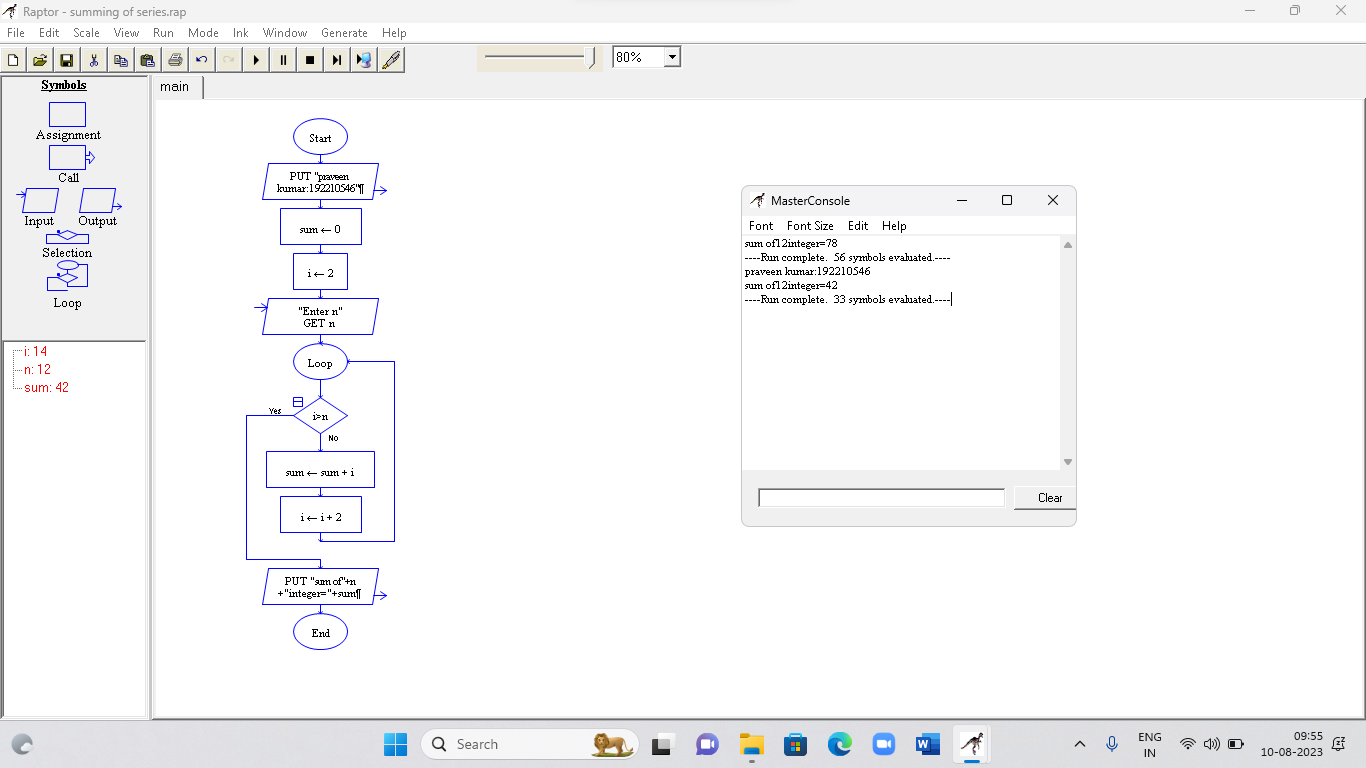 Raptor - summing of series.rap
File Edit Scale View Run Mode Ink Window Generate Help
80%
Symbols
Assignment
Call
Input Output
Selection
Loop
i: 14
n: 12
sum: 42
main
Start
PUT "praveen
kumar:192210546"¶
sum ← 0
i ← 2
"Enter n"
GET n
Loop
Yes
i>n
No
sum ← sum + i
i ← i + 2
PUT "sum of"+n
+"integer="+sum¶
End
MasterConsole
Font Font Size Edit Help
sum of12integer=78
----Run complete. 56 symbols evaluated.----
praveen kumar:192210546
sum of12integer=42
----Run complete. 33 symbols evaluated.----
Clear
Search
ENG
IN
09:55
10-08-2023